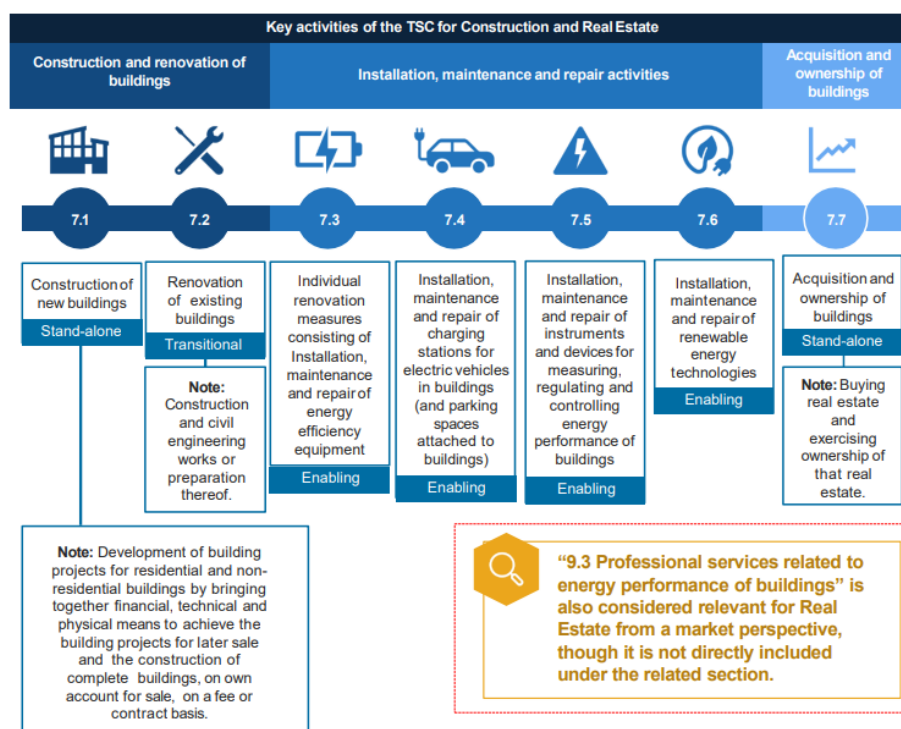 Key activities of the TSC for Construction and Real Estate
Construction and renovation of
buildings
Installation, maintenance and repair activities
Acquisition and
ownership of
buildings
7.1
7.2
7.3
7.4
7.5
7.6
7.7
Construction of
new buildings
Stand-alone
Renovation
of existing
buildings
Transitional
Note:
Construction
and civil
engineering
works or
preparation
thereof.
Individual
renovation
measures
consisting of
Installation,
maintenance
and repair of
energy
efficiency
equipment
Enabling
Installation,
maintenance
and repair of
charging
stations for
electric vehicles
in buildings
(and parking
spaces
attached to
buildings)
Enabling
Installation,
maintenance
and repair of
instruments
and devices for
measuring,
regulating and
controlling
energy
performance of
buildings
Enabling
Installation,
maintenance
and repair of
renewable
energy
technologies
Enabling
Acquisition and
ownership of
buildings
Stand-alone
Note: Buying
real estate
and
exercising
ownership of
that real
estate.
Note: Development of building
projects for residential and non-
residential buildings by bringing
together financial, technical and
physical means to achieve the
building projects for later sale
and the construction of
complete buildings, on own
account for sale, on a fee or
contract basis.
“9.3 Professional services related to
energy performance of buildings” is
also considered relevant for Real
Estate from a market perspective,
though it is not directly included
under the related section.